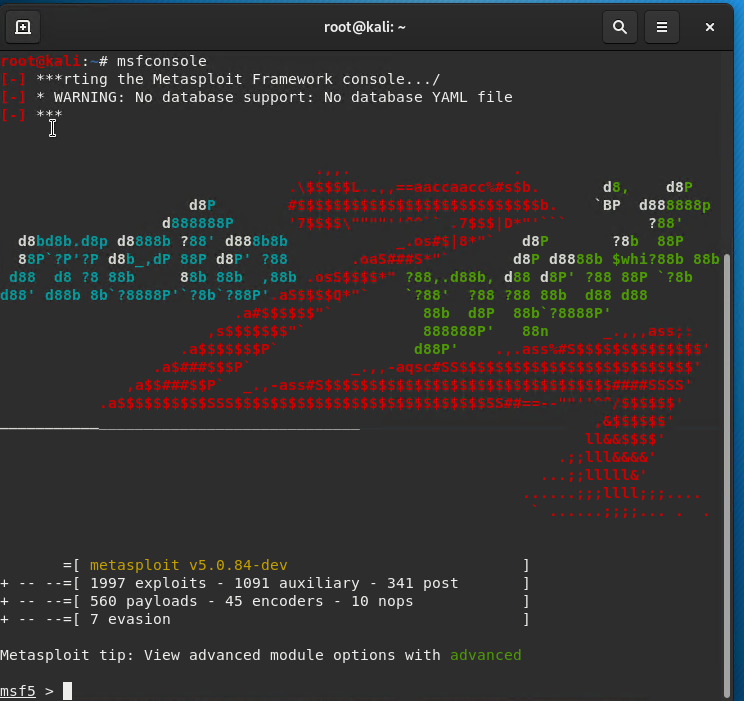 root@kali: ~
root@kali:~# msfconsole
[-] ***rting the Metasploit Framework console.../
[-] * WARNING: No database support: No database YAML file
[-] ***
=[ metasploit v5.0.84-dev ]
+ -- --=[ 1997 exploits - 1091 auxiliary - 341 post ]
+ -- --=[ 560 payloads - 45 encoders - 10 nops ]
+ -- --=[ 7 evasion ]
Metasploit tip: View advanced module options with advanced
msf5 >